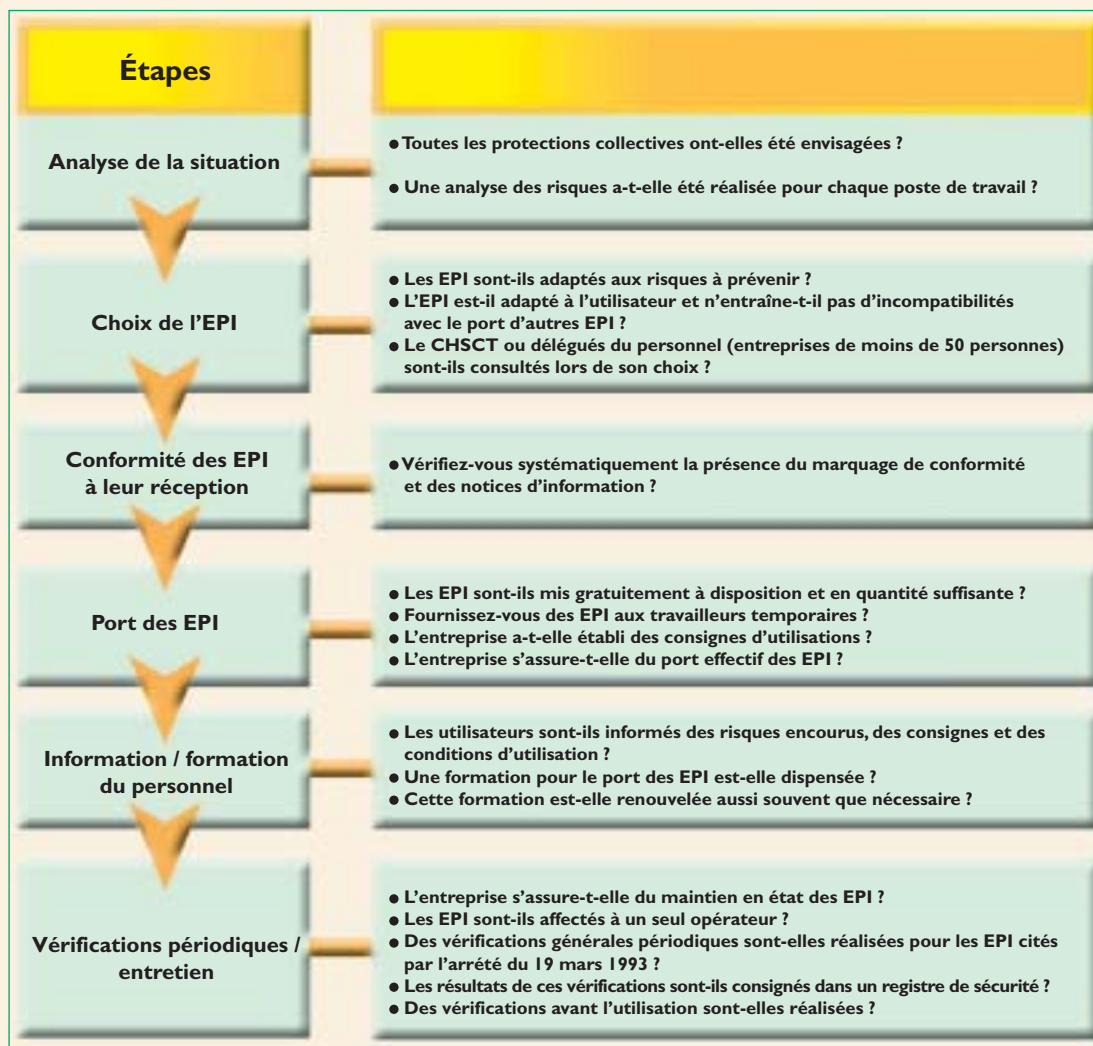 Étapes
Analyse de la situation
• Toutes les protections collectives ont-elles été envisagées ?
• Une analyse des risques a-t-elle été réalisée pour chaque poste de travail ?
Choix de l’EPI
• Les EPI sont-ils adaptés aux risques à prévenir ?
• L’EPI est-il adapté à l’utilisateur et n’entraîne-t-il pas d’incompatibilités
avec le port d’autres EPI ?
• Le CHSCT ou délégués du personnel (entreprises de moins de 50 personnes)
sont-ils consultés lors de son choix ?
Conformité des EPI
à leur réception
• Vérifiez-vous systématiquement la présence du marquage de conformité
et des notices d’information ?
Port des EPI
• Les EPI sont-ils mis gratuitement à disposition et en quantité suffisante ?
• Fournissez-vous des EPI aux travailleurs temporaires ?
• L’entreprise a-t-elle établi des consignes d’utilisations ?
• L’entreprise s’assure-t-elle du port effectif des EPI ?
Information / formation
du personnel
• Les utilisateurs sont-ils informés des risques encourus, des consignes et des
conditions d’utilisation ?
• Une formation pour le port des EPI est-elle dispensée ?
• Cette formation est-elle renouvelée aussi souvent que nécessaire ?
Vérifications périodiques /
entretien
• L’entreprise s’assure-t-elle du maintien en état des EPI ?
• Les EPI sont-ils affectés à un seul opérateur ?
• Des vérifications générales périodiques sont-elles réalisées pour les EPI cités
par l’arrété du 19 mars 1993 ?
• Les résultats de ces vérifications sont-ils consignés dans un registre de sécurité ?
• Des vérifications avant l’utilisation sont-elles réalisées ?